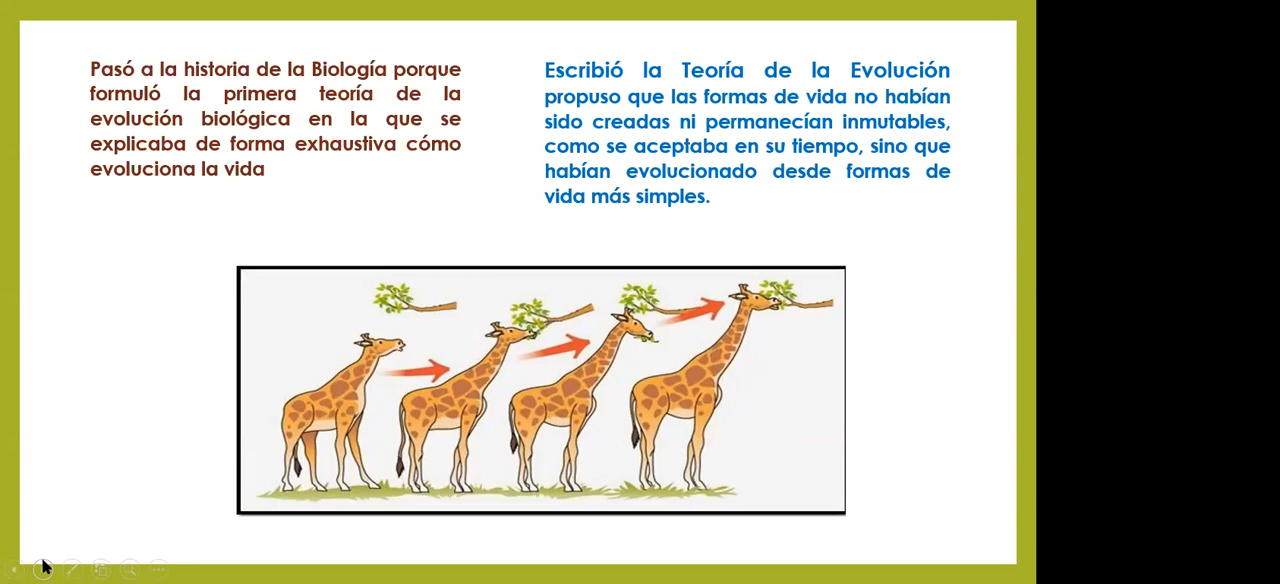 Pasó a la historia de la Biología porque
formuló la primera teoría de la
evolución biológica en la que se
explicaba de forma exhaustiva cómo
evoluciona la vida
Escribió la Teoría de la Evolución
propuso que las formas de vida no habían
sido creadas ni permanecían inmutables,
como se aceptaba en su tiempo, sino que
habían evolucionado desde formas de
vida más simples.